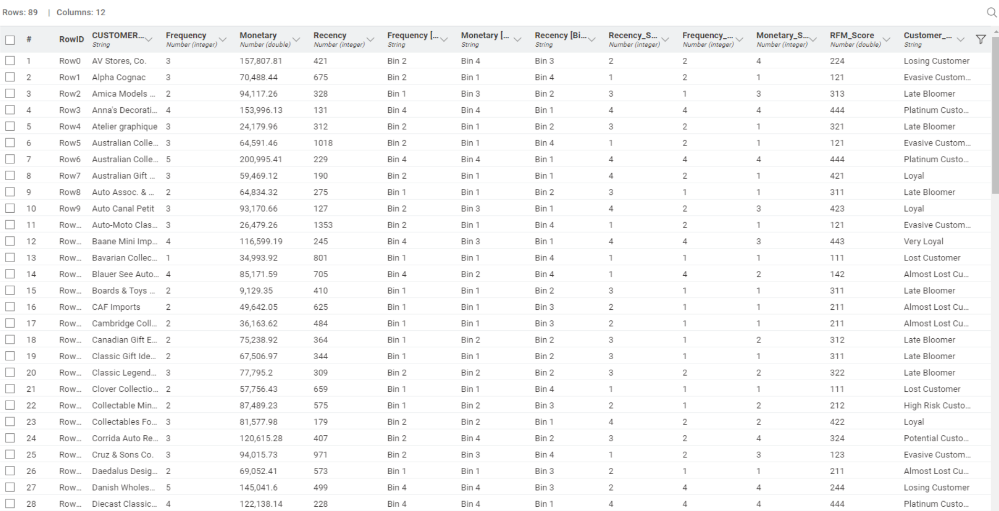 Rows: 89 | Columns: 12
# RowID CUSTOMER... Frequency Monetary Recency Frequency [... Monetary [... Recency [Bi... Recency_S... Frequency_... Monetary_S... RFM_Score Customer_...
String Number (integer) Number (double) Number (integer) String String String Number (integer) Number (integer) Number (integer) Number (double) String
1 Row0 AV Stores, Co. 3 157,807.81 421 Bin 2 Bin 4 Bin 3 2 2 4 224 Losing Customer
2 Row1 Alpha Cognac 3 70,488.44 675 Bin 2 Bin 1 Bin 4 1 2 1 121 Evasive Custom...
3 Row2 Amica Models ... 2 94,117.26 328 Bin 1 Bin 3 Bin 2 3 1 3 313 Late Bloomer
4 Row3 Anna's Decorati... 4 153,996.13 131 Bin 4 Bin 4 Bin 1 4 4 4 444 Platinum Custo...
5 Row4 Atelier graphique 3 24,179.96 312 Bin 2 Bin 1 Bin 2 3 2 1 321 Late Bloomer
6 Row5 Australian Colle... 3 64,591.46 1018 Bin 2 Bin 1 Bin 4 1 2 1 121 Evasive Custom...
7 Row6 Australian Colle... 5 200,995.41 229 Bin 4 Bin 4 Bin 1 4 4 4 444 Platinum Custo...
8 Row7 Australian Gift ... 3 59,469.12 190 Bin 2 Bin 1 Bin 1 4 2 1 421 Loyal
9 Row8 Auto Assoc. & ... 2 64,834.32 275 Bin 1 Bin 1 Bin 2 3 1 1 311 Late Bloomer
10 Row9 Auto Canal Petit 3 93,170.66 127 Bin 2 Bin 3 Bin 1 4 2 3 423 Loyal
11 Row... Auto-Moto Clas... 3 26,479.26 1353 Bin 2 Bin 1 Bin 4 1 2 1 121 Evasive Custom...
12 Row... Baane Mini Imp... 4 116,599.19 245 Bin 4 Bin 3 Bin 1 4 4 3 443 Very Loyal
13 Row... Bavarian Collec... 1 34,993.92 801 Bin 1 Bin 1 Bin 4 1 1 1 111 Lost Customer
14 Row... Blauer See Auto... 4 85,171.59 705 Bin 4 Bin 2 Bin 4 1 4 2 142 Almost Lost Cu...
15 Row... Boards & Toys ... 2 9,129.35 410 Bin 1 Bin 1 Bin 2 3 1 1 311 Late Bloomer
16 Row... CAF Imports 2 49,642.05 625 Bin 1 Bin 1 Bin 3 2 1 1 211 Almost Lost Cu...
17 Row... Cambridge Coll... 2 36,163.62 484 Bin 1 Bin 1 Bin 3 2 1 1 211 Almost Lost Cu...
18 Row... Canadian Gift E... 2 75,238.92 364 Bin 1 Bin 2 Bin 2 3 1 2 312 Late Bloomer
19 Row... Classic Gift Ide... 2 67,506.97 344 Bin 1 Bin 1 Bin 2 3 1 1 311 Late Bloomer
20 Row... Classic Legend... 3 77,795.2 309 Bin 2 Bin 2 Bin 2 3 2 2 322 Late Bloomer
21 Row... Clover Collectio... 2 57,756.43 659 Bin 1 Bin 1 Bin 4 1 1 1 111 Lost Customer
22 Row... Collectable Min... 2 87,489.23 575 Bin 1 Bin 2 Bin 3 2 1 2 212 High Risk Custo...
23 Row... Collectables Fo... 3 81,577.98 179 Bin 2 Bin 2 Bin 1 4 2 2 422 Loyal
24 Row... Corrida Auto Re... 3 120,615.28 407 Bin 2 Bin 4 Bin 2 3 2 4 324 Potential Custo...
25 Row... Cruz & Sons Co. 3 94,015.73 971 Bin 2 Bin 3 Bin 4 1 2 3 123 Evasive Custom...
26 Row... Daedalus Desig... 2 69,052.41 573 Bin 1 Bin 1 Bin 3 2 1 1 211 Almost Lost Cu...
27 Row... Danish Wholes... 5 145,041.6 499 Bin 4 Bin 4 Bin 3 2 4 4 244 Losing Customer
28 Row... Diecast Classic... 4 122,138.14 228 Bin 4 Bin 4 Bin 1 4 4 4 444 Platinum Custo...